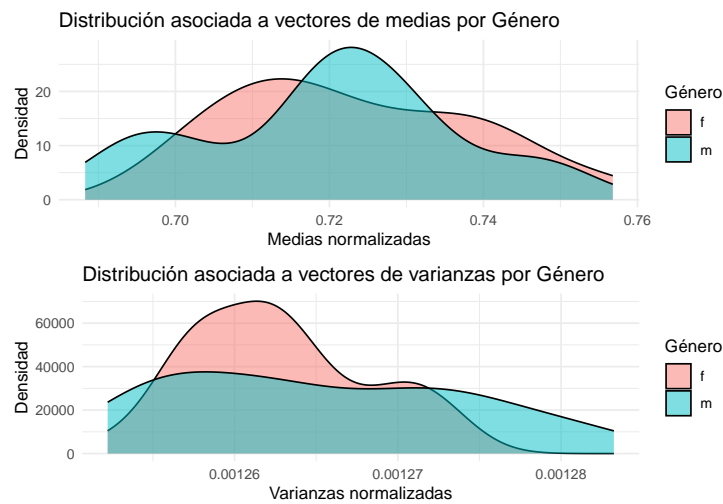 Distribución asociada a vectores de medias por Género
Densidad
20
10
0
0.70 0.72 0.74 0.76
Medias normalizadas
Género
f
m
Distribución asociada a vectores de varianzas por Género
Densidad
60000
40000
20000
0
0.00126 0.00127 0.00128
Varianzas normalizadas
Género
f
m